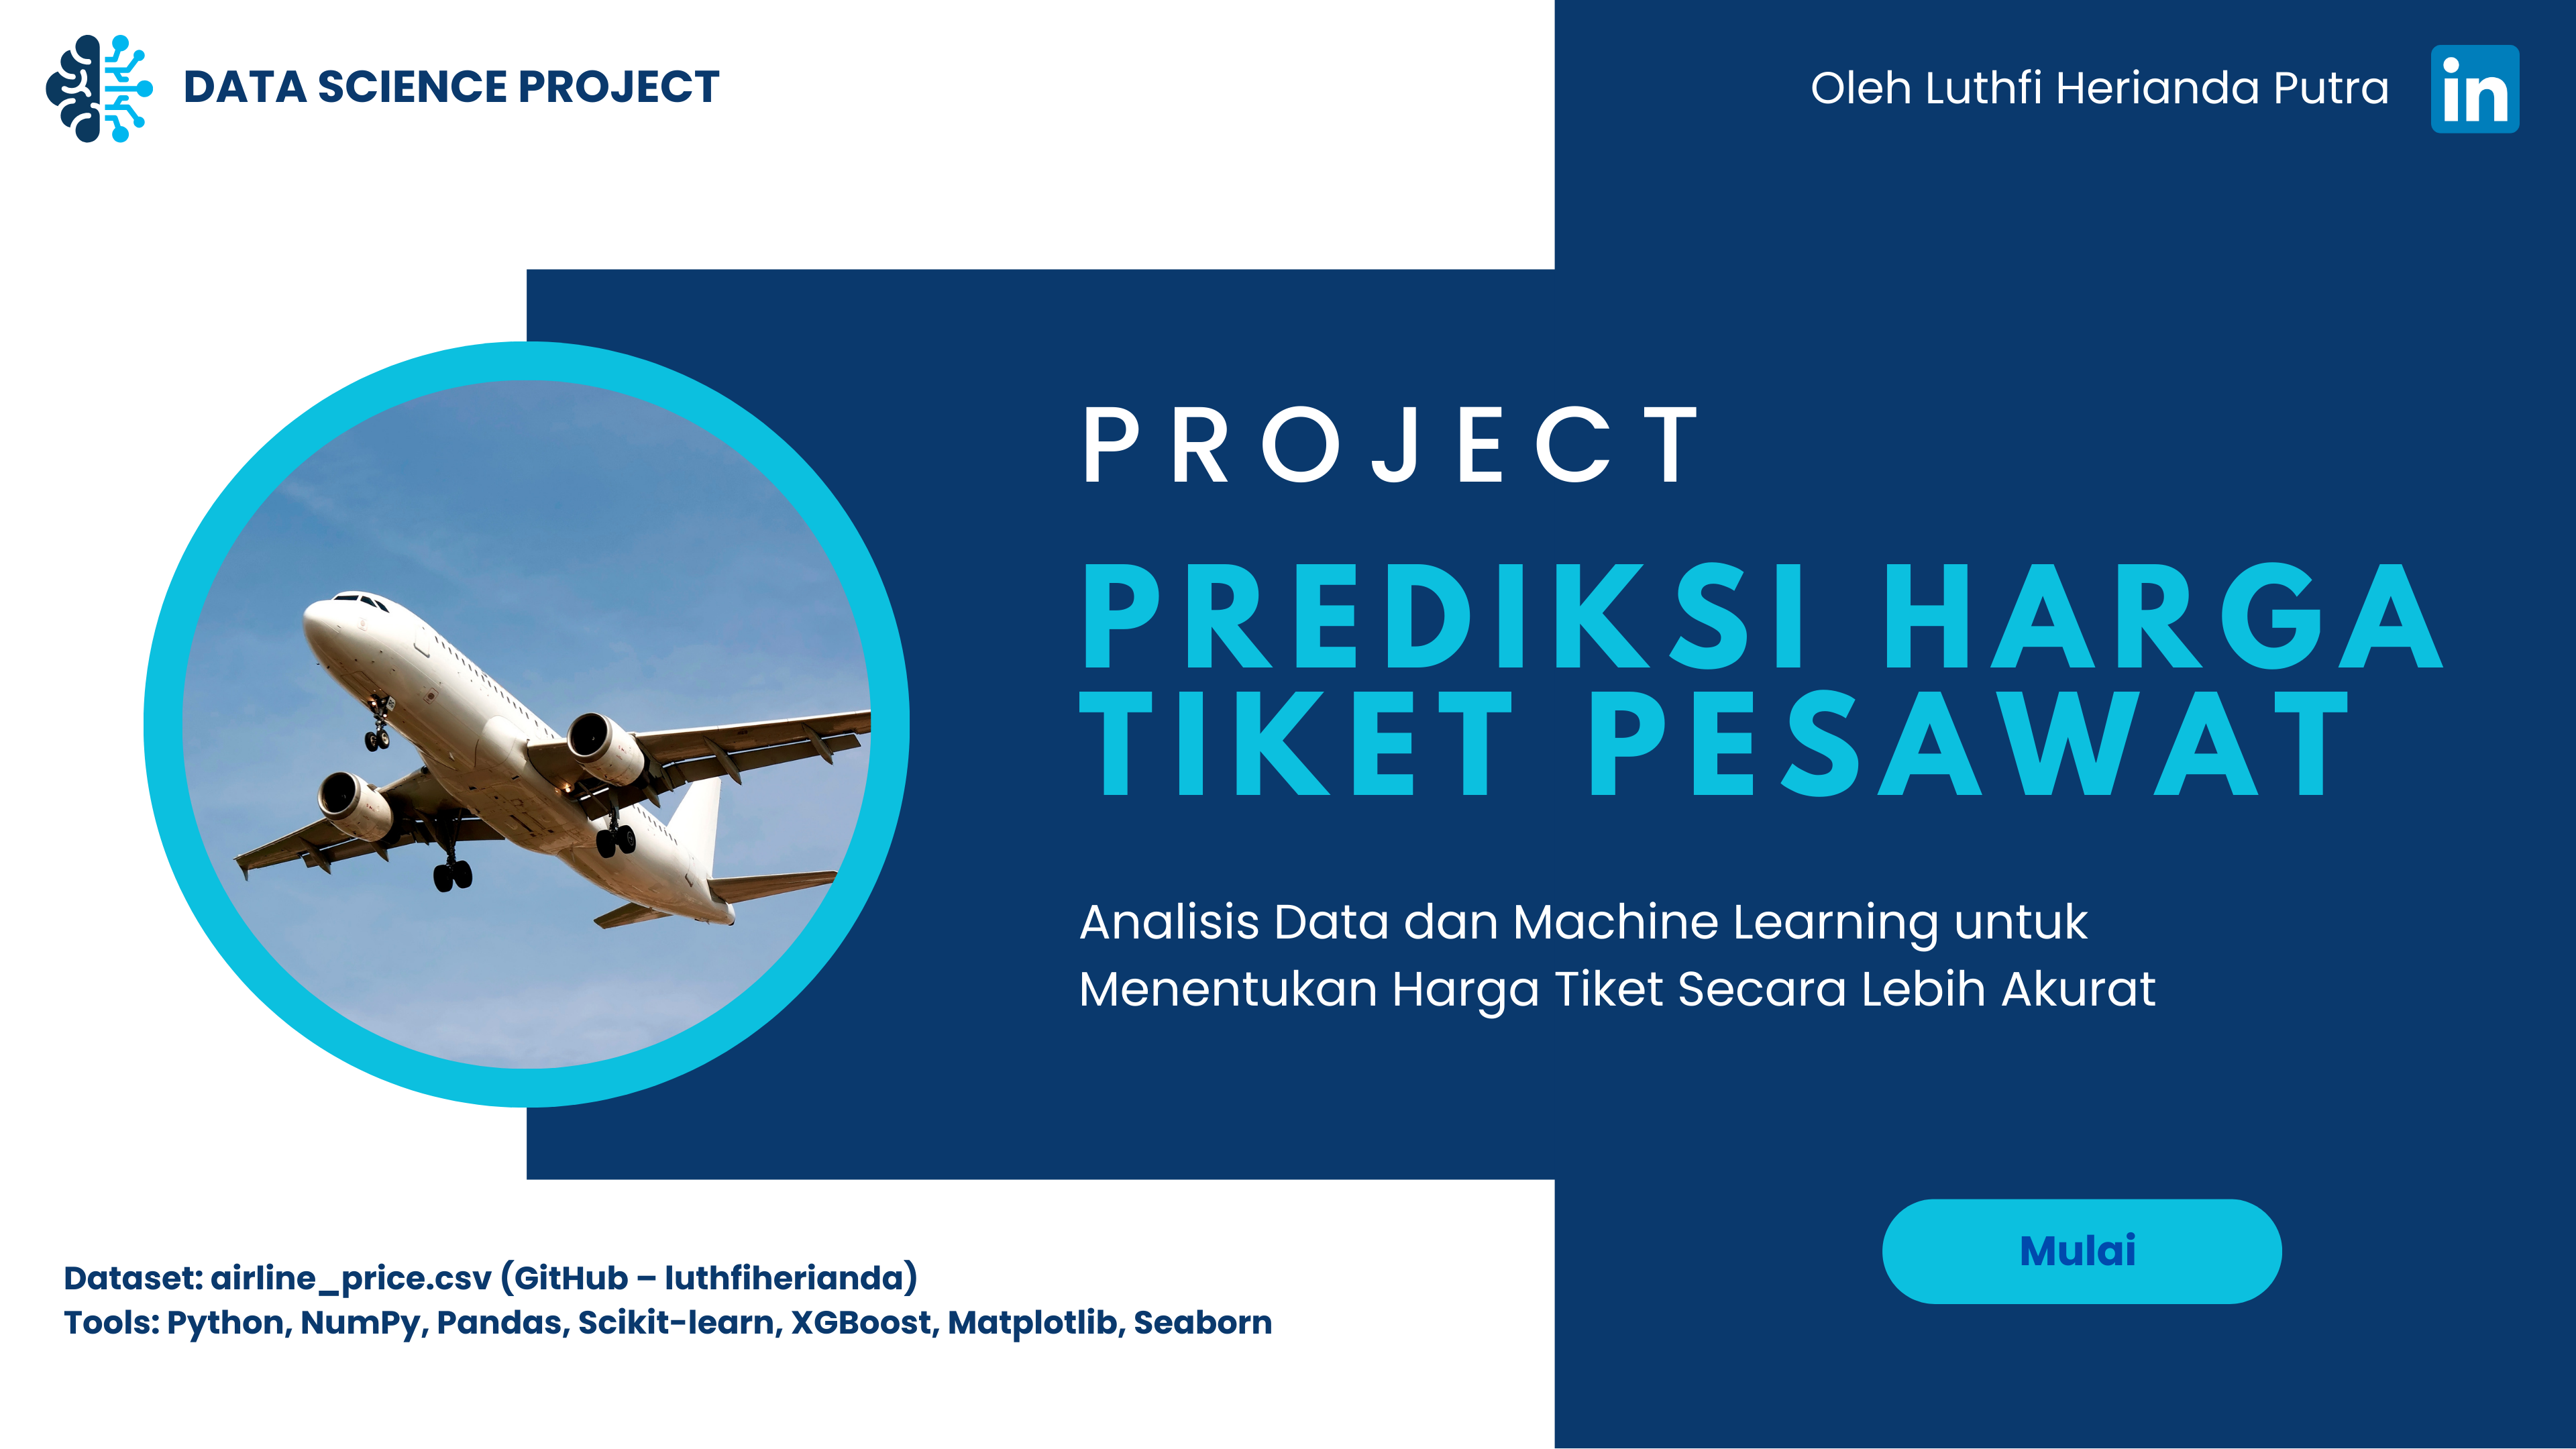 DATA SCIENCE PROJECT
Oleh Luthfi Herianda Putra
in
PROJECT
PREDIKSI HARGA
TIKET PESAWAT
Analisis Data dan Machine Learning untuk
Menentukan Harga Tiket Secara Lebih Akurat
Mulai
Dataset: airline_price.csv (GitHub – luthfiherianda)
Tools: Python, NumPy, Pandas, Scikit-learn, XGBoost, Matplotlib, Seaborn